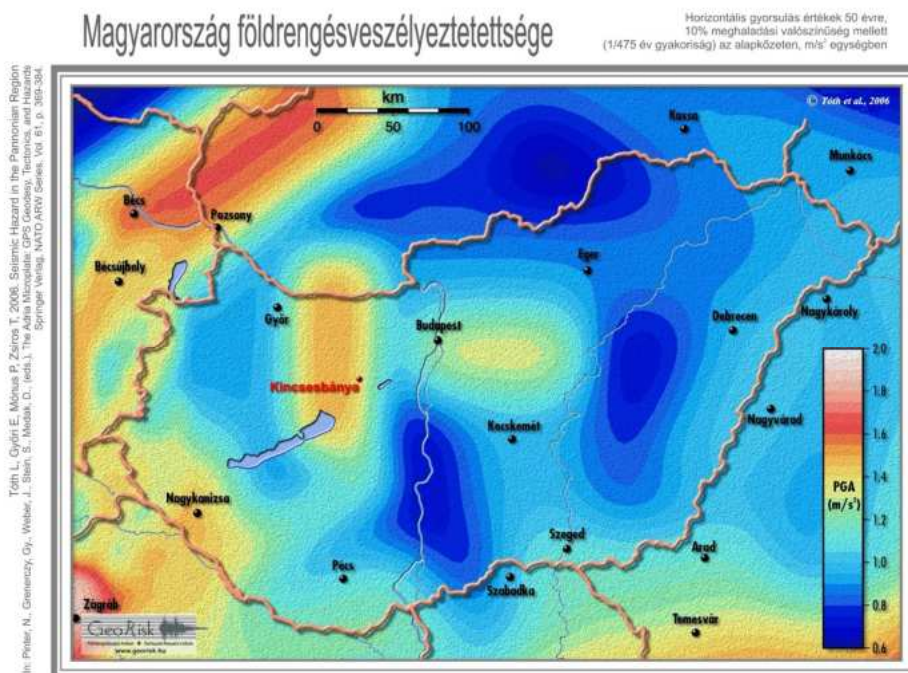 Magyarország földrengésveszélyeztetettsége
Horizontális gyorsulás értékek 50 évre,
10% meghaladási valószínűség mellett
(1/475 év gyakoriság) az alapkőzeten, m/s² egységben
Tóth L, Győri E, Mónus P, Zsíros T, 2006. Seismic Hazard in the Pannonian Region
In: Pinter, N., Grenerczy, Gy., Weber, J., Stein, S., Medak, D., (eds.), The Adria Microplate: GPS Geodesy, Tectonics, and Hazards
Springer Verlag, NATO ARW Series, Vol. 61, p. 369-384.
km
0 50 100
© Tóth et al., 2006
Kassa
Munkács
Bécs
Pozsony
Bécsújhely
Eger
Győr
Budapest
Debrecen
Nagykároly
Kincsesbánya
Kecskemét
Nagyvárad
Nagykanizsa
Szeged
Arad
Pécs
Szabadka
Zágráb
Temesvár
2.0
1.8
1.6
1.4
PGA
(m/s²)
1.2
1.0
0.8
0.6
GeoRisk
www.georisk.hu